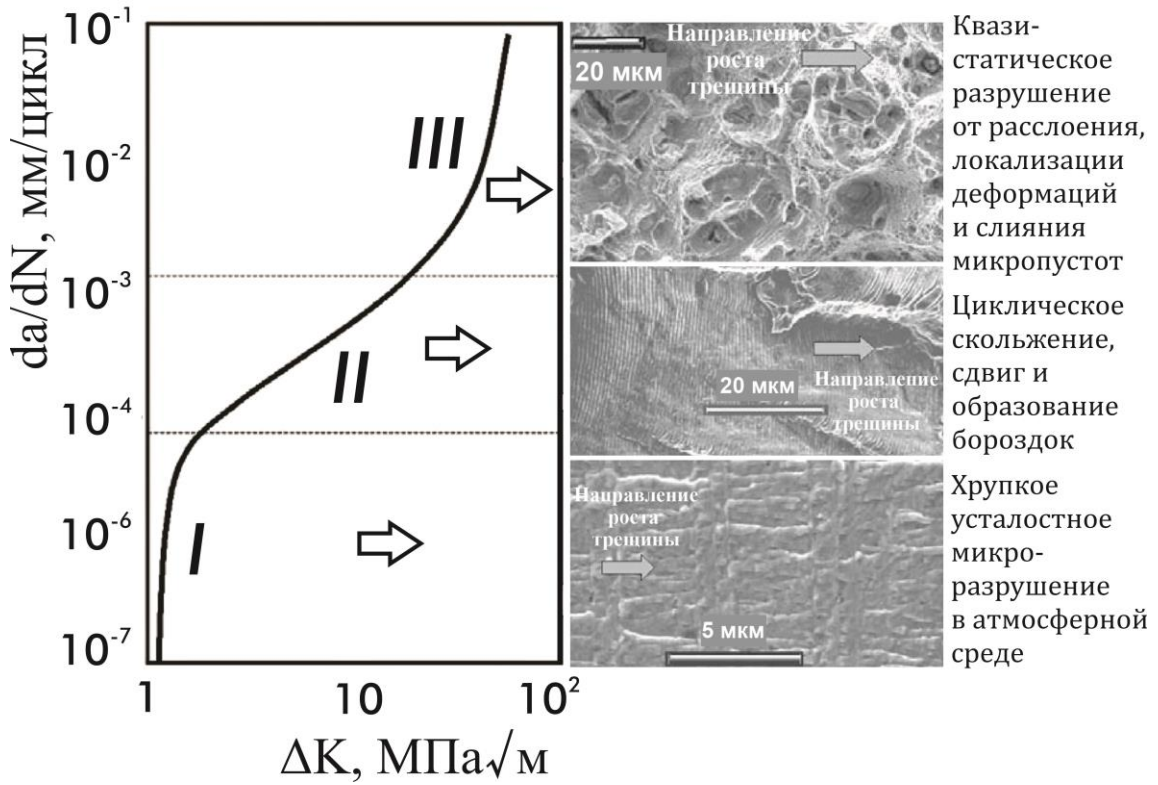 da/dN, мм/цикл
10-1
10-2
10-3
10-4
10-6
10-7
III
II
I
1
10
10²
ΔK, МПа√м
Направление
роста
трещины
20 мкм
20 мкм
Направление
роста
трещины
Направление
роста
трещины
5 мкм
Квази-
статическое
разрушение
от расслоения,
локализации
деформаций
и слияния
микропустот
Циклическое
скольжение,
сдвиг и
образование
бороздок
Хрупкое
усталостное
микро-
разрушение
в атмосферной
среде